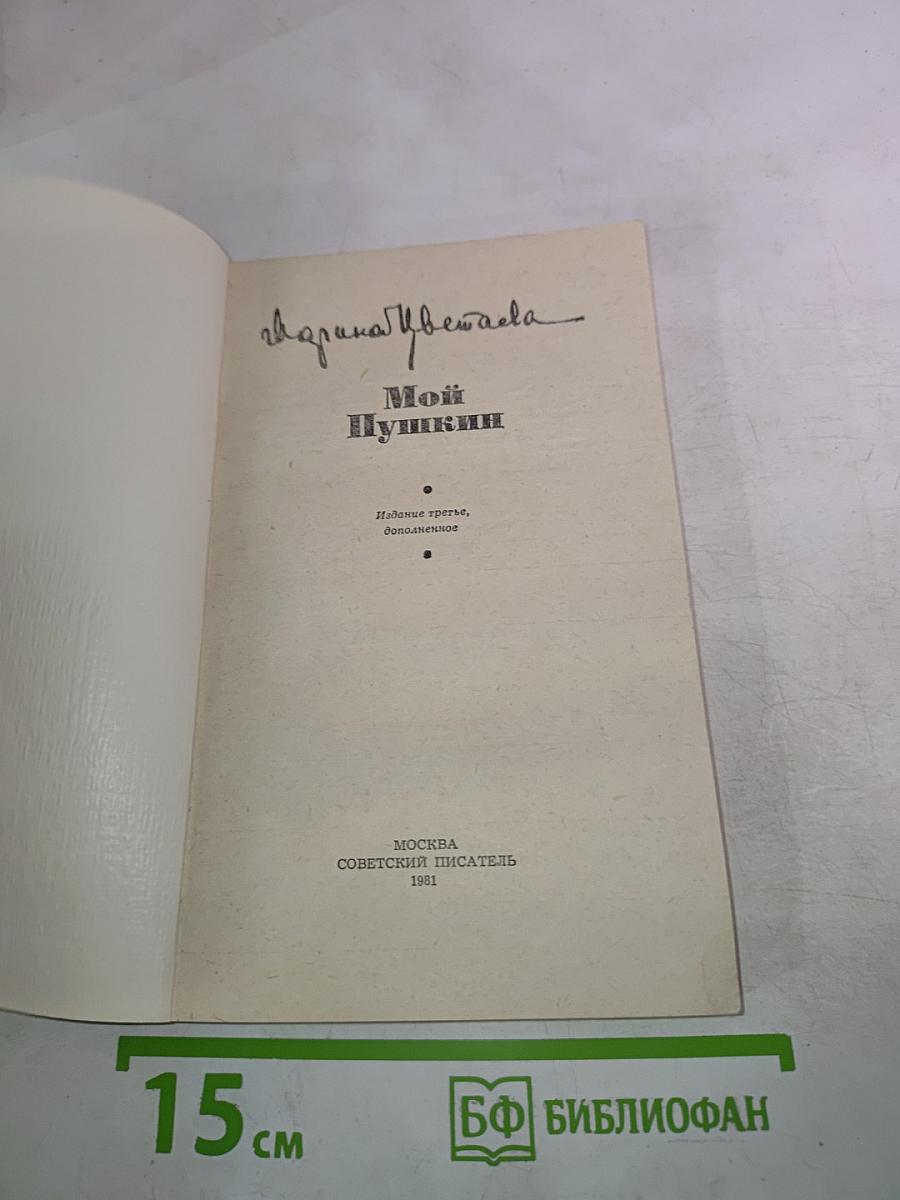 Марина Цветаева
Мой
Пушкин
Издание третье,
дополненное
МОСКВА
СОВЕТСКИЙ ПИСАТЕЛЬ
1981
15 см
БФ БИБЛИОФАН